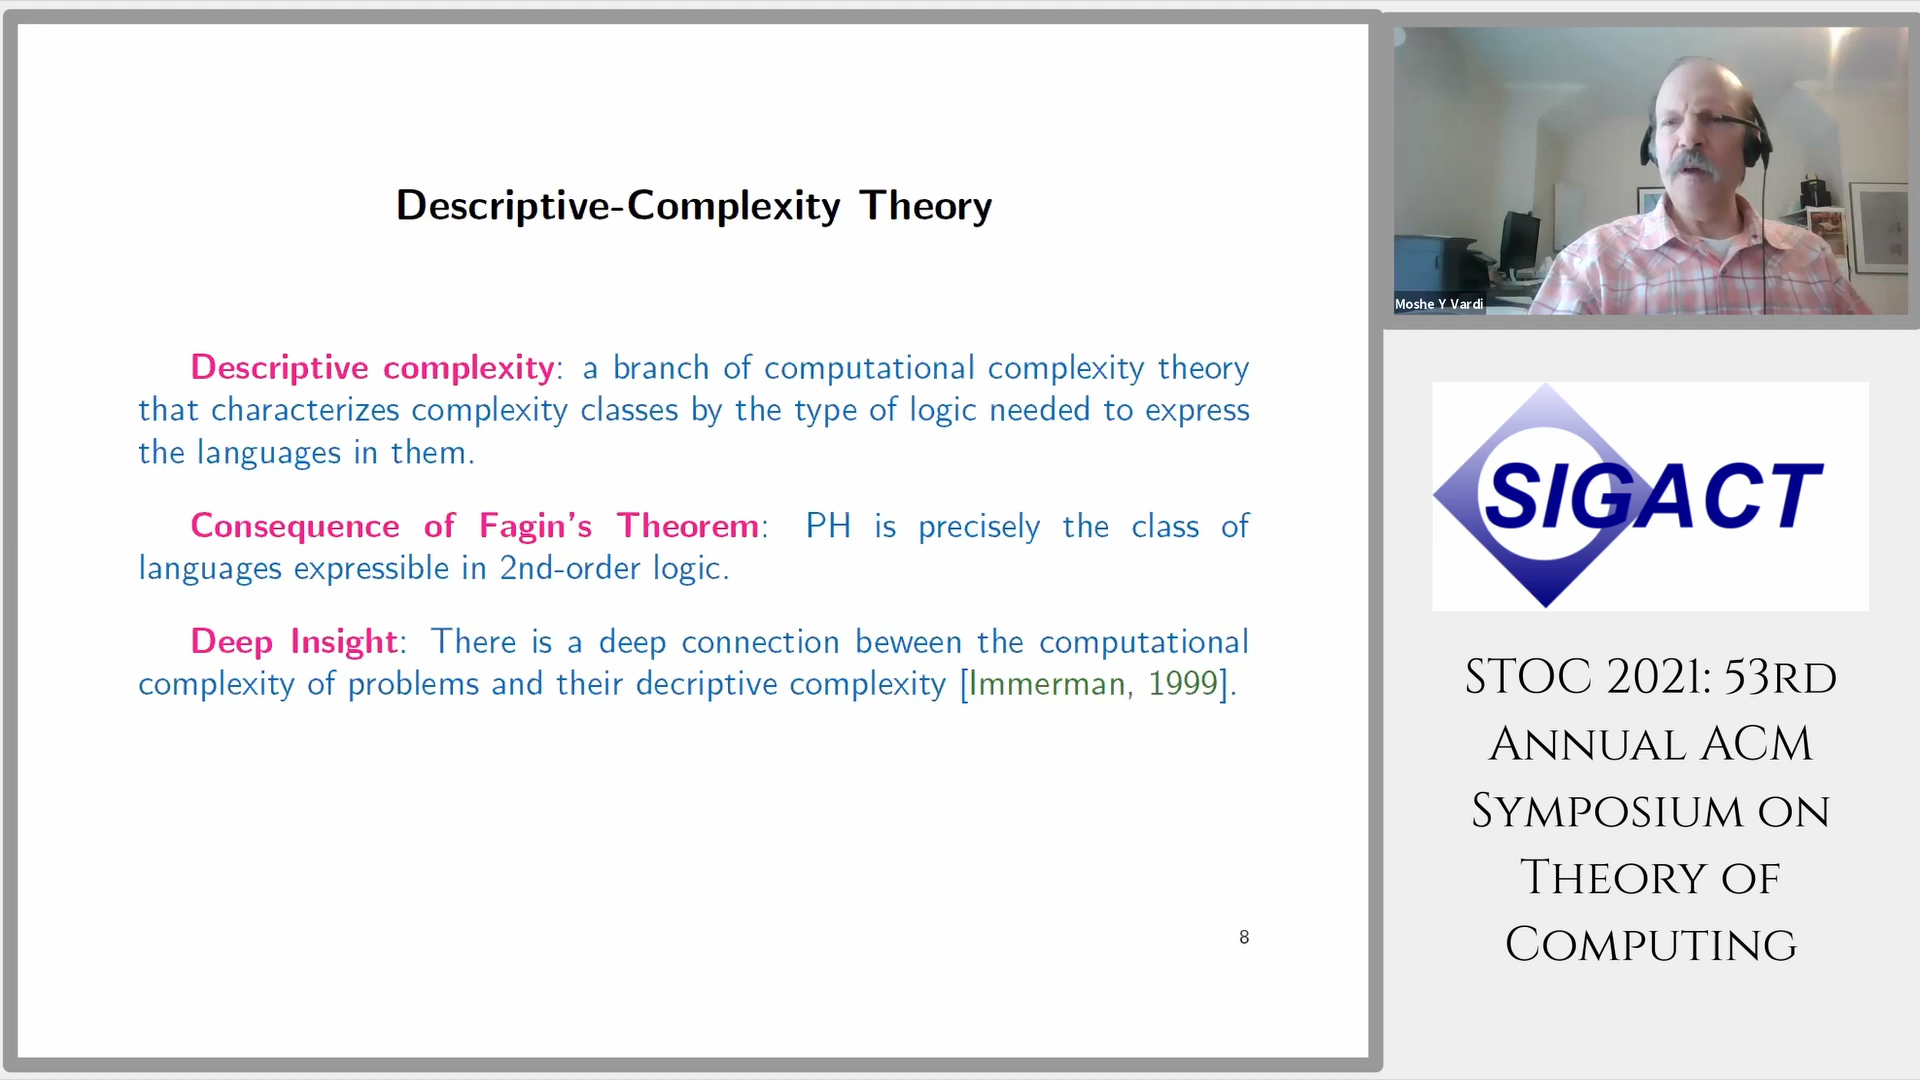 Descriptive-Complexity Theory
Descriptive complexity: a branch of computational complexity theory
that characterizes complexity classes by the type of logic needed to express
the languages in them.
Consequence of Fagin's Theorem: PH is precisely the class of
languages expressible in 2nd-order logic.
Deep Insight: There is a deep connection beween the computational
complexity of problems and their decriptive complexity [Immerman, 1999].
8
Moshe Y Vardi
SIGACT
STOC 2021: 53rd
Annual ACM
Symposium on
Theory of
Computing